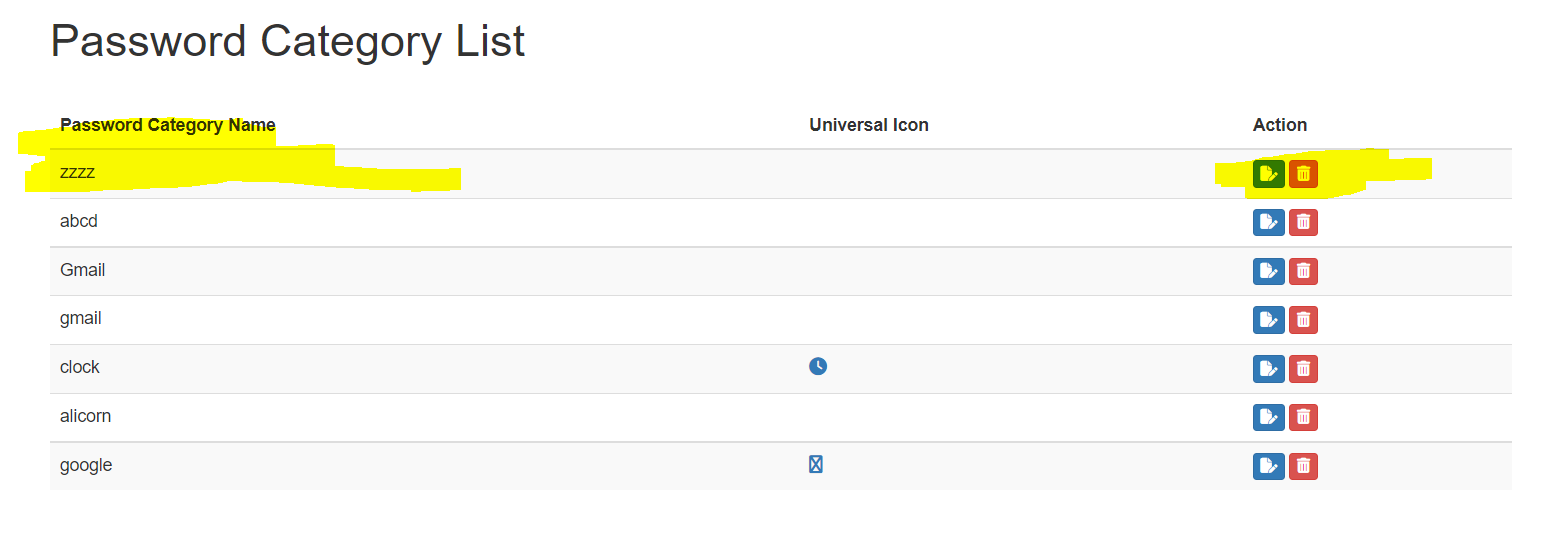 Password Category List
Password Category Name Universal Icon Action
zzzz
abcd
Gmail
gmail
clock
alicorn
google